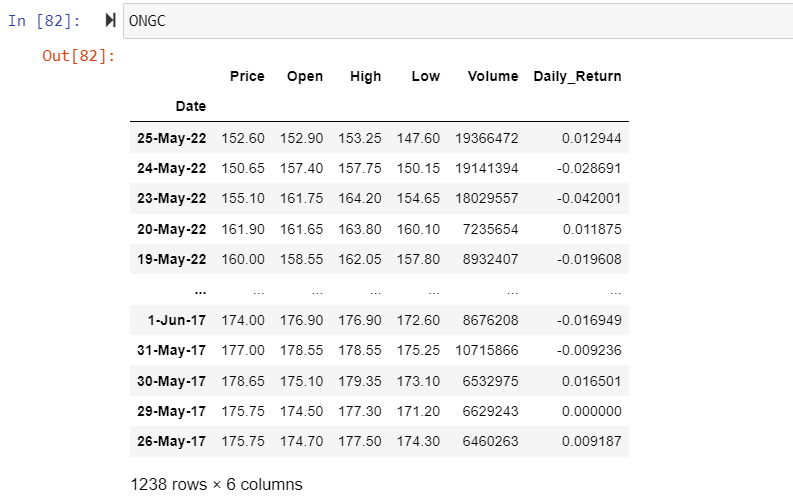 In [82]: ONGC
Out[82]:
Price Open High Low Volume Daily_Return
Date
25-May-22 152.60 152.90 153.25 147.60 19366472 0.012944
24-May-22 150.65 157.40 157.75 150.15 19141394 -0.028691
23-May-22 155.10 161.75 164.20 154.65 18029557 -0.042001
20-May-22 161.90 161.65 163.80 160.10 7235654 0.011875
19-May-22 160.00 158.55 162.05 157.80 8932407 -0.019608
... ... ... ... ... ... ...
1-Jun-17 174.00 176.90 176.90 172.60 8676208 -0.016949
31-May-17 177.00 178.55 178.55 175.25 10715866 -0.009236
30-May-17 178.65 175.10 179.35 173.10 6532975 0.016501
29-May-17 175.75 174.50 177.30 171.20 6629243 0.000000
26-May-17 175.75 174.70 177.50 174.30 6460263 0.009187
1238 rows × 6 columns